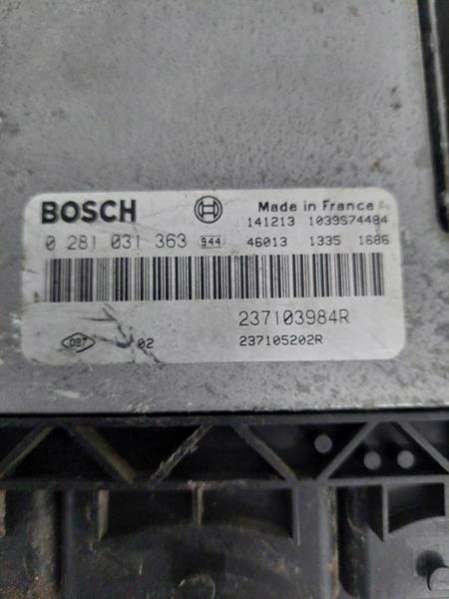 BOSCH
Made in France
141213 1039S74484
0 281 031 363 944 46013 1335 1686
237103984R
02 237105202R